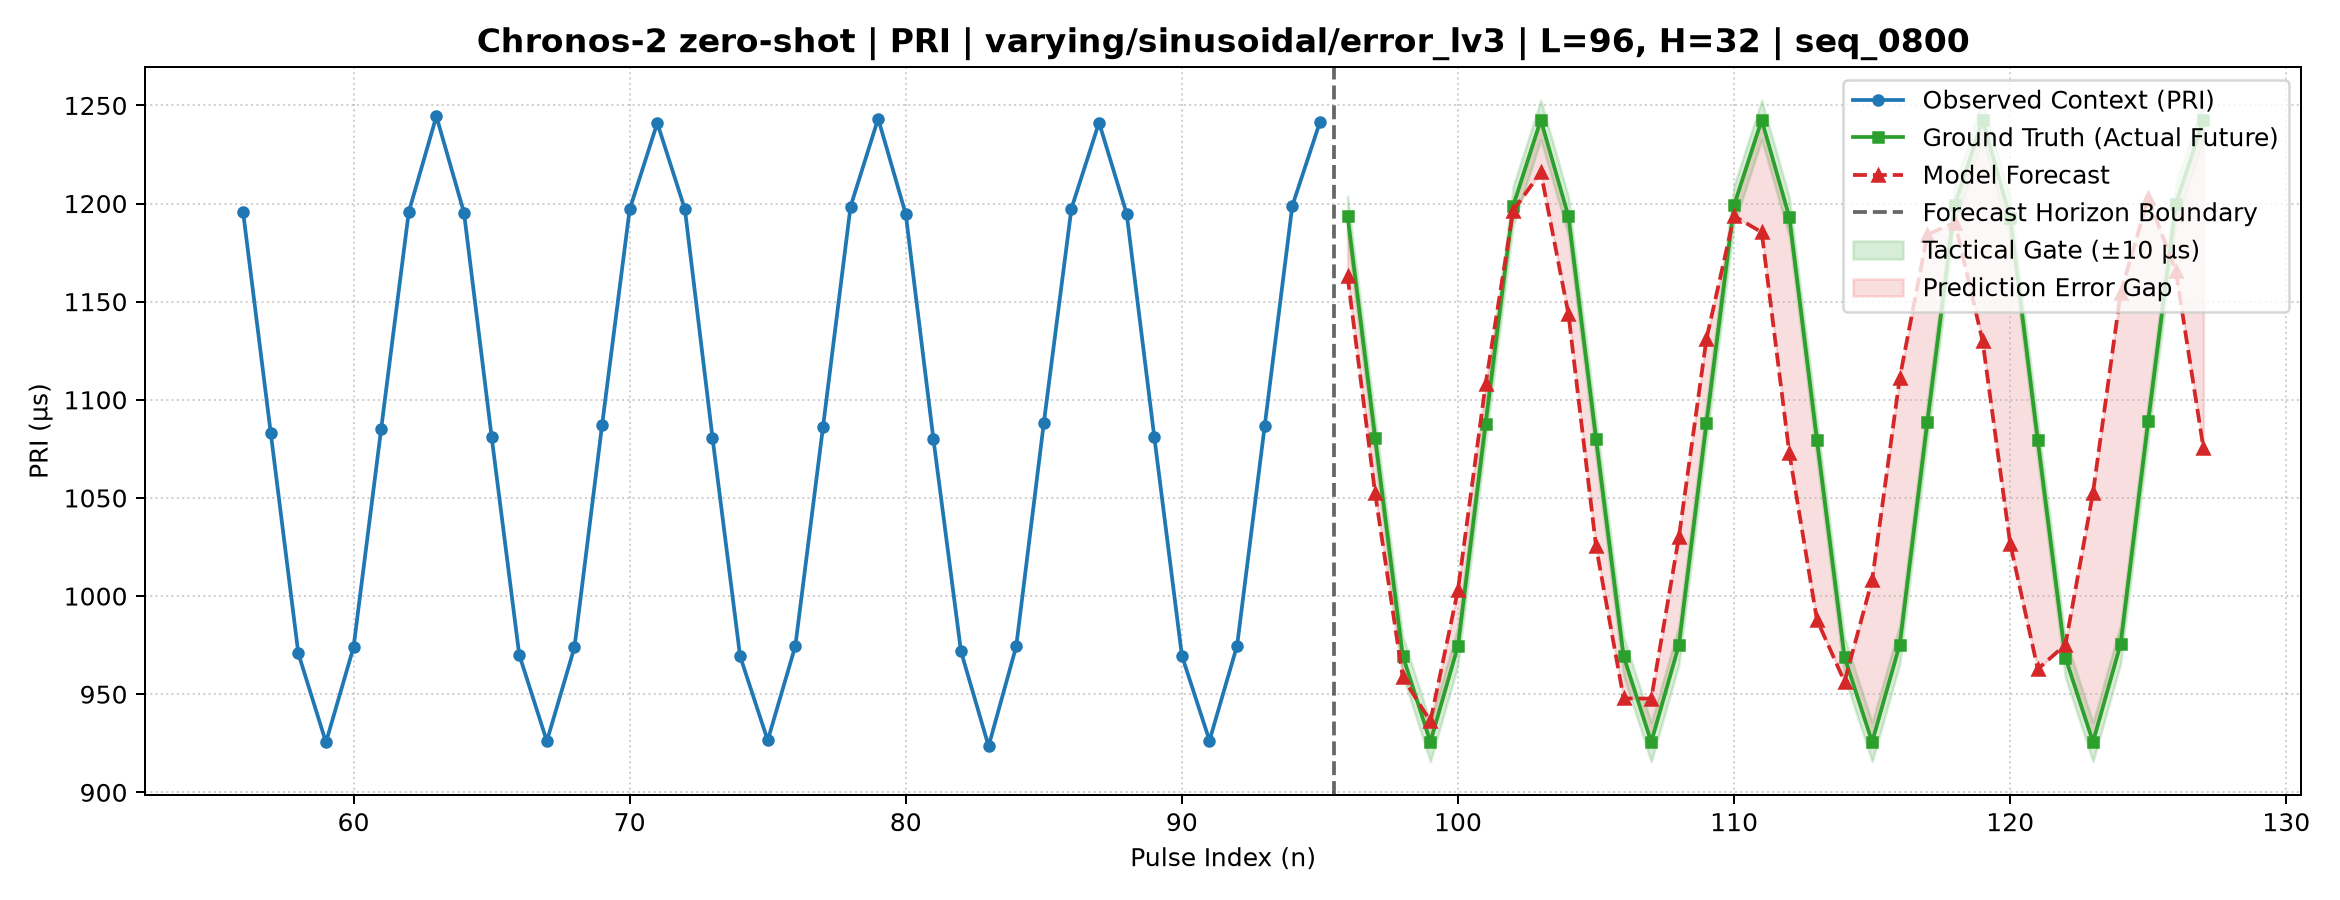 Chronos-2 zero-shot | PRI | varying/sinusoidal/error_lv3 | L=96, H=32 | seq_0800
PRI (µs)
1250
1200
1150
1100
1050
1000
950
900
Observed Context (PRI)
Ground Truth (Actual Future)
Model Forecast
Forecast Horizon Boundary
Tactical Gate (±10 µs)
Prediction Error Gap
60 70 80 90 100 110 120 130
Pulse Index (n)